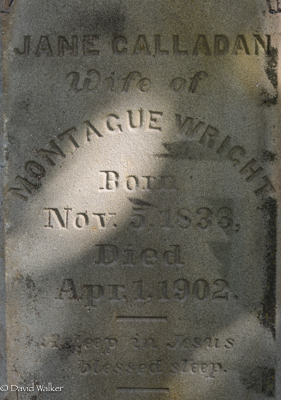 JANE CALLADAN
Wife of
MONTAGUE WRIGHT
Born
Nov. 5, 1833,
Died
Apr. 1, 1902.
Asleep in Jesus
blessed sleep.
© David Walker